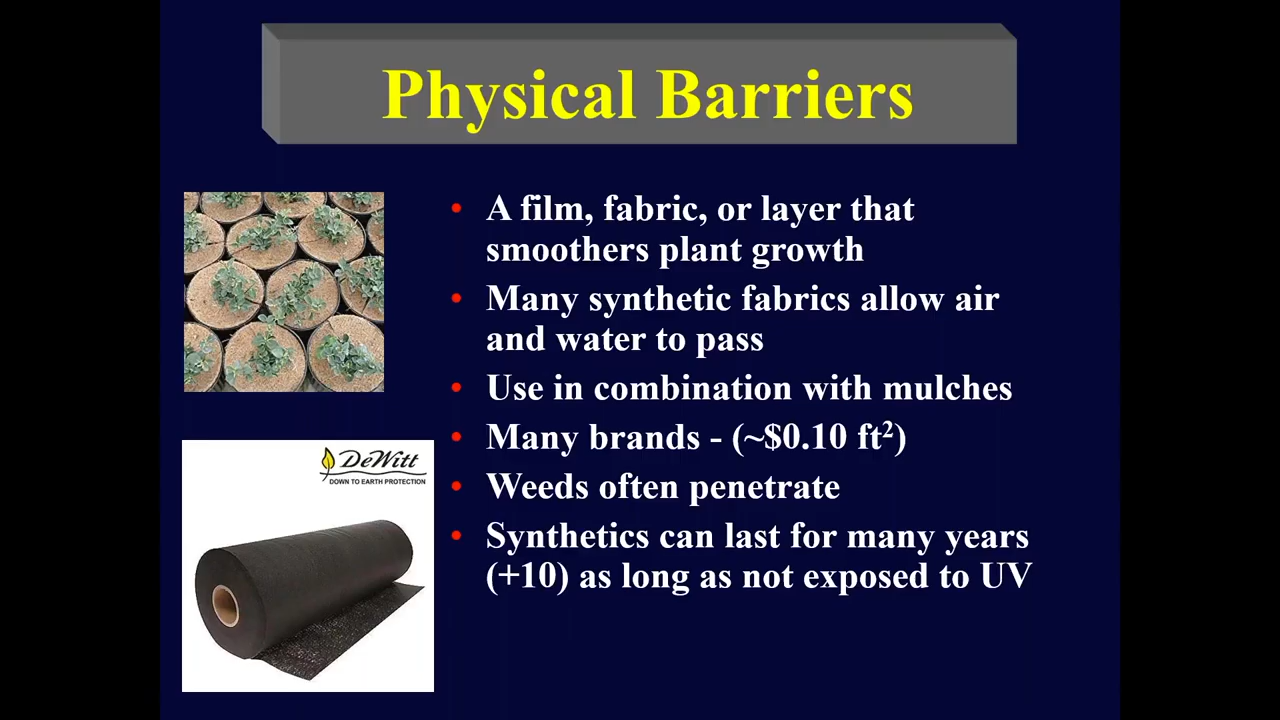 Physical Barriers
• A film, fabric, or layer that
smoothers plant growth
• Many synthetic fabrics allow air
and water to pass
• Use in combination with mulches
• Many brands - (~$0.10 ft²)
• Weeds often penetrate
• Synthetics can last for many years
(+10) as long as not exposed to UV
DeWitt
DOWN TO EARTH PROTECTION